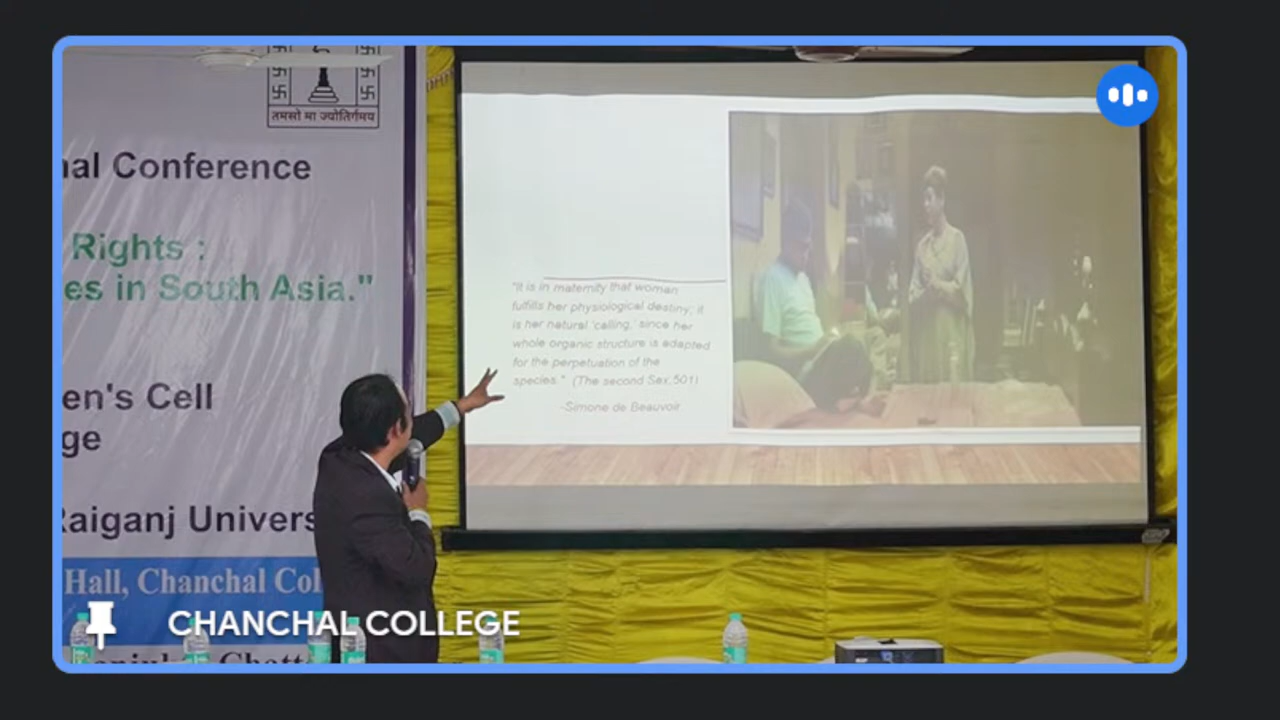 तमसो मा ज्योतिर्गमय
nal Conference
Rights :
es in South Asia."
en's Cell
ge
Raiganj Univers
Hall, Chanchal Col
"It is in maternity that woman
fulfills her physiological destiny; it
is her natural 'calling,' since her
whole organic structure is adapted
for the perpetuation of the
species." (The second Sex,501)
-Simone de Beauvoir
CHANCHAL COLLEGE